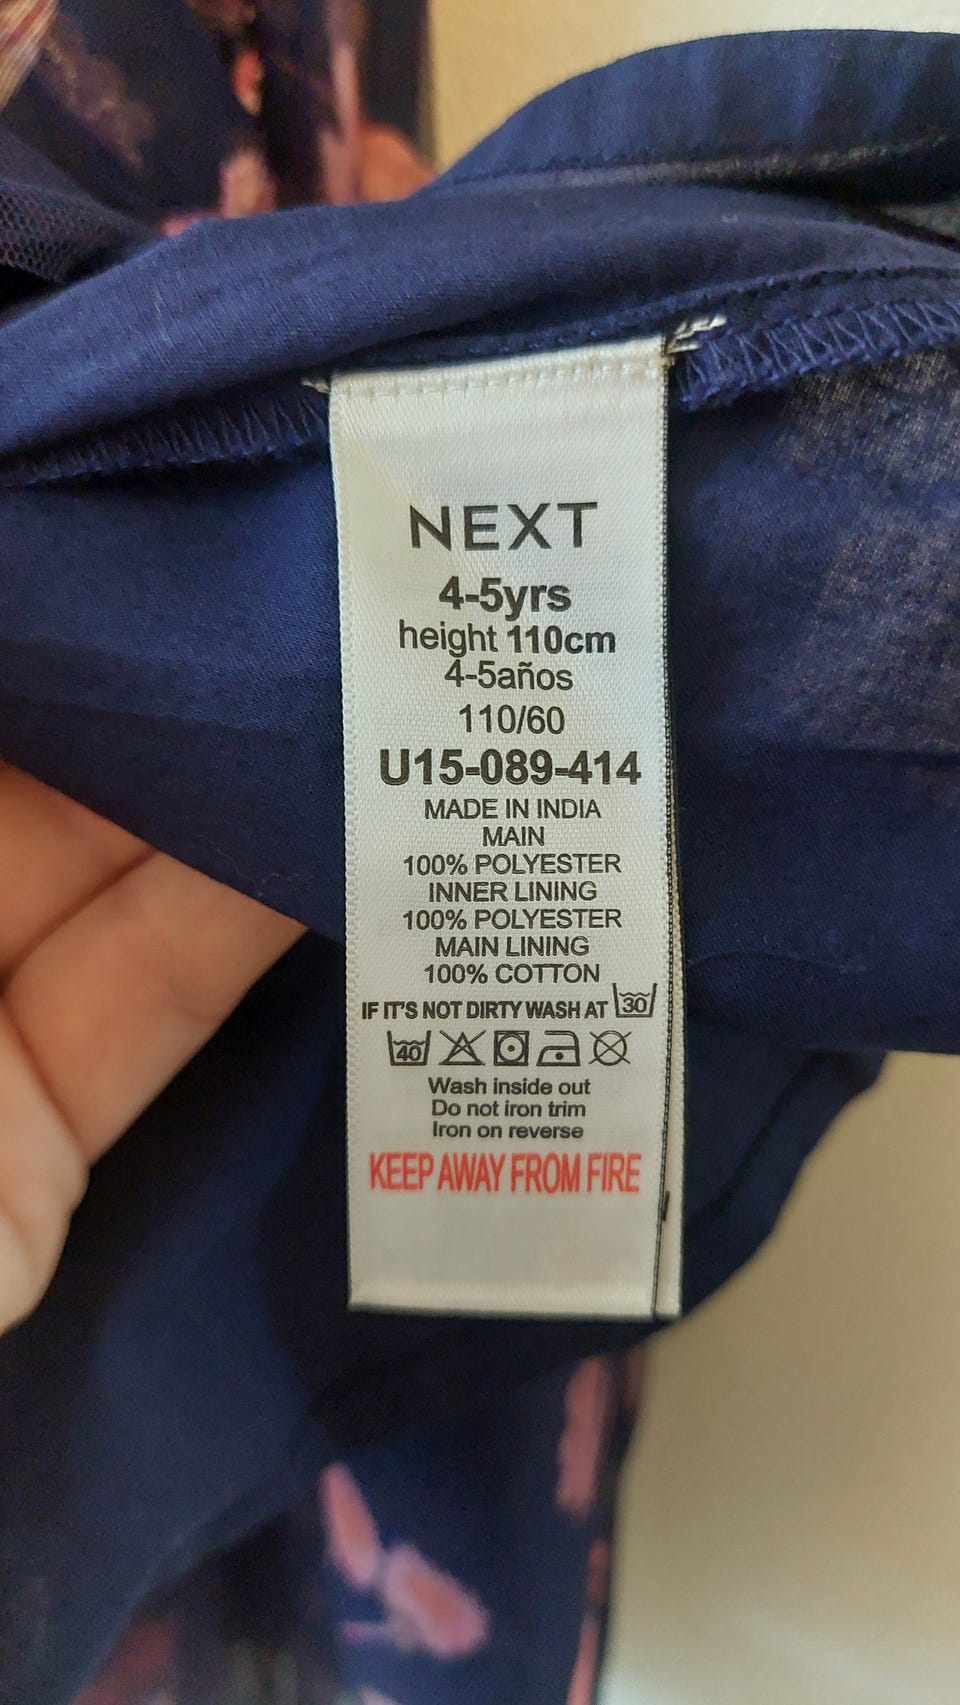 NEXT
4-5yrs
height 110cm
4-5años
110/60
U15-089-414
MADE IN INDIA
MAIN
100% POLYESTER
INNER LINING
100% POLYESTER
MAIN LINING
100% COTTON
IF IT'S NOT DIRTY WASH AT 30
40
Wash inside out
Do not iron trim
Iron on reverse
KEEP AWAY FROM FIRE